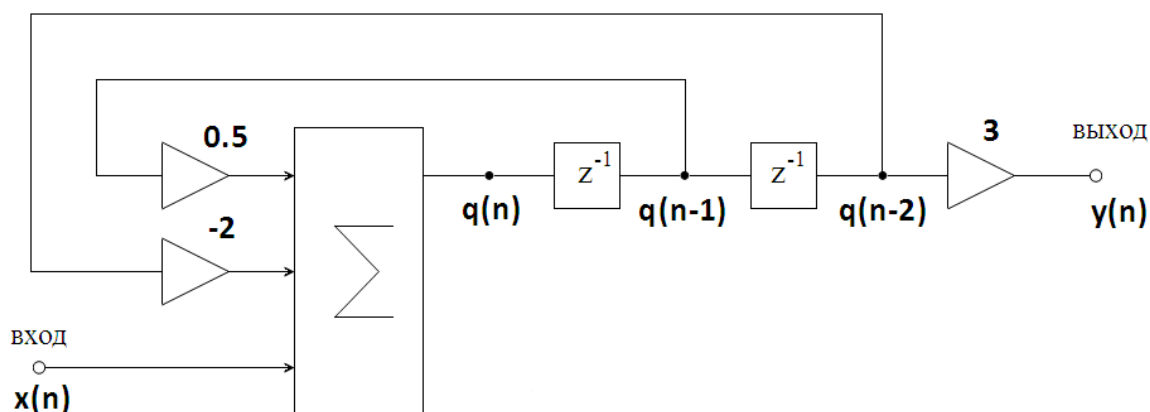 0.5
3
ВЫХОД
z⁻¹
z⁻¹
q(n)
q(n-1)
q(n-2)
y(n)
-2
Σ
ВХОД
x(n)